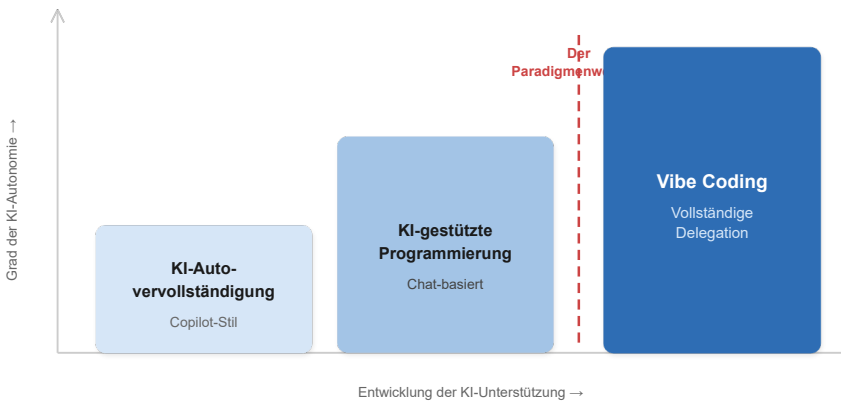 Der
Paradigmenw
Vibe Coding
Vollständige
Delegation
KI-gestützte
Programmierung
Chat-basiert
KI-Auto-
vervollständigung
Copilot-Stil
Grad der KI-Autonomie →
Entwicklung der KI-Unterstützung →